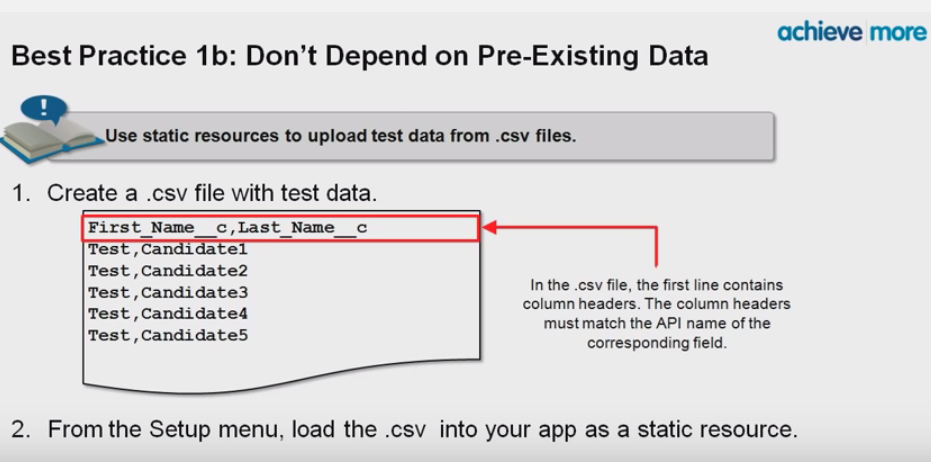 achieve more
Best Practice 1b: Don’t Depend on Pre-Existing Data
!
Use static resources to upload test data from .csv files.
1. Create a .csv file with test data.
First_Name__c,Last_Name__c
Test,Candidate1
Test,Candidate2
Test,Candidate3
Test,Candidate4
Test,Candidate5
In the .csv file, the first line contains
column headers. The column headers
must match the API name of the
corresponding field.
2. From the Setup menu, load the .csv into your app as a static resource.